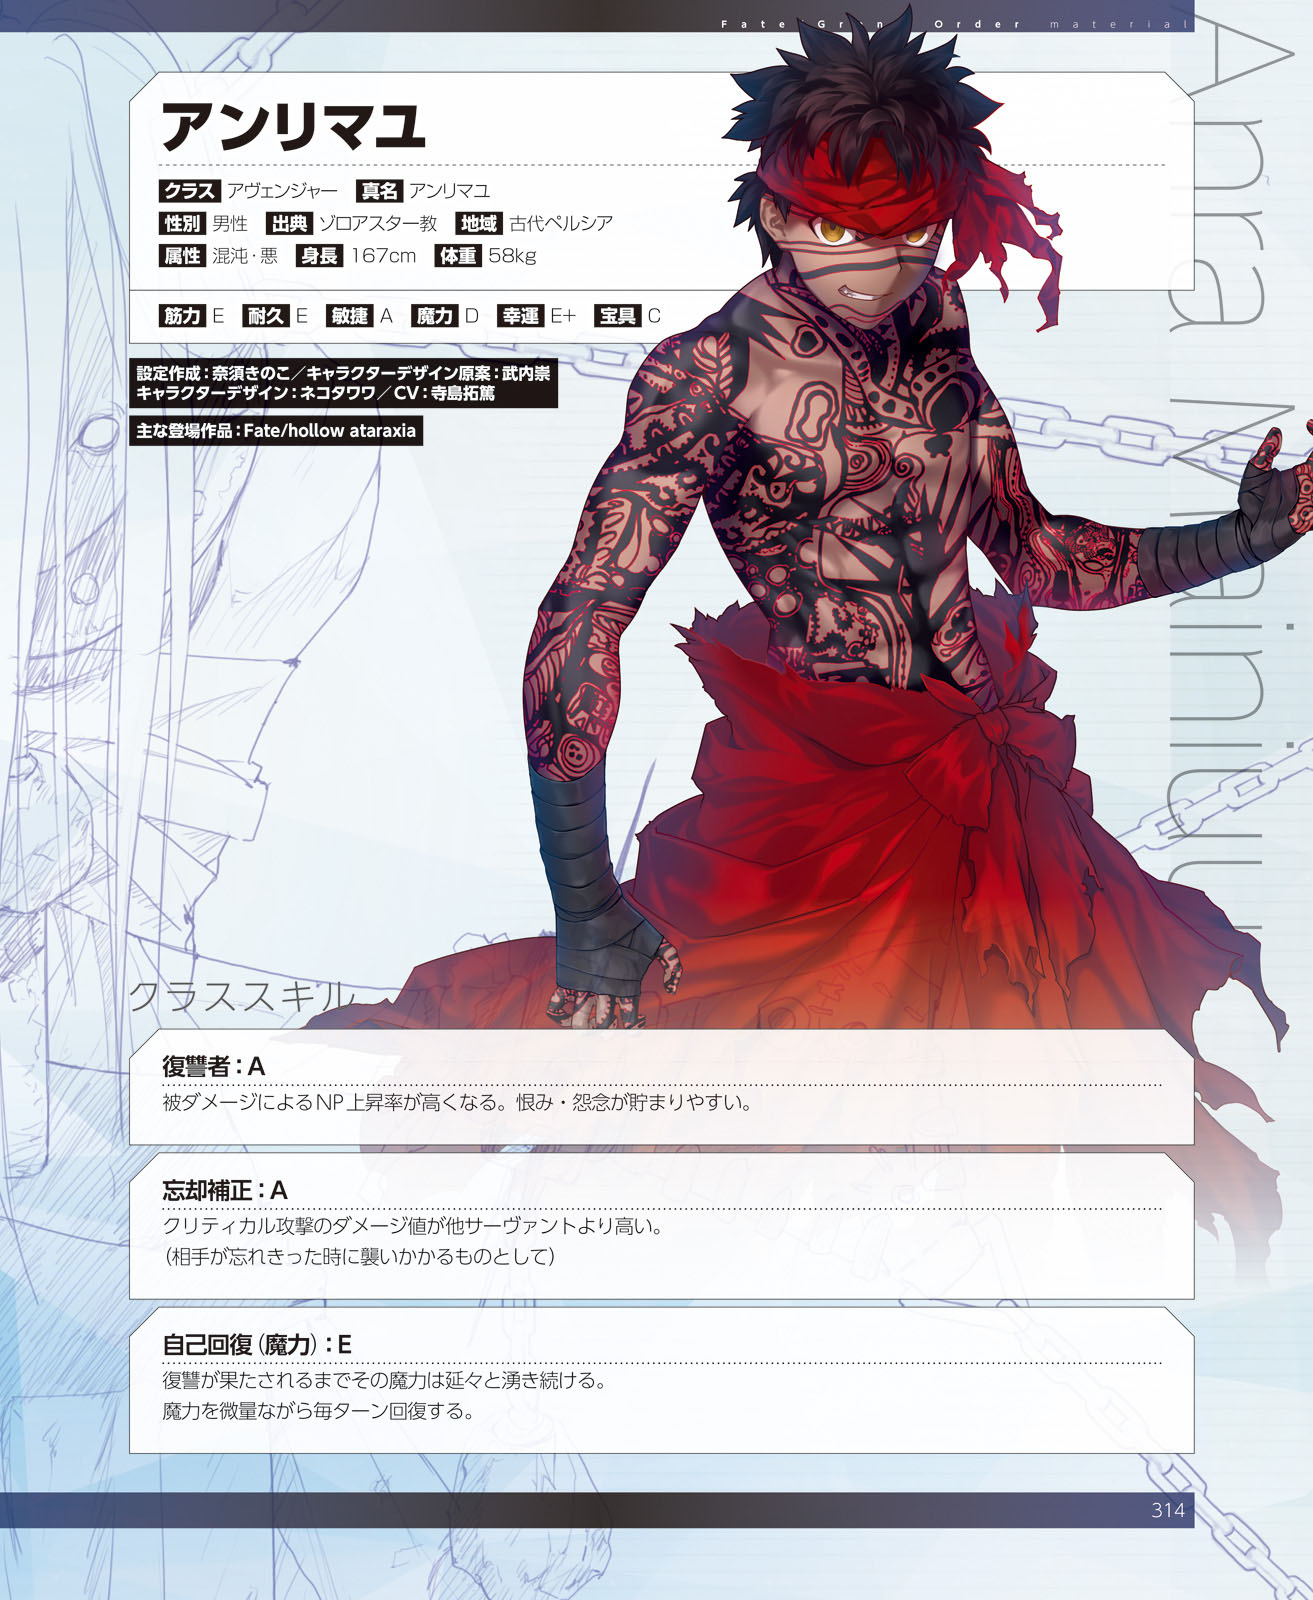 Fate/Grand Order material
Anra Mainiiu
アンリマユ
クラス アヴェンジャー 真名 アンリマユ
性別 男性 出典 ゾロアスター教 地域 古代ペルシア
属性 混沌・悪 身長 167cm 体重 58kg
筋力 E 耐久 E 敏捷 A 魔力 D 幸運 E+ 宝具 C
設定作成：奈須きのこ／キャラクターデザイン原案：武内崇
キャラクターデザイン：ネコタワワ／CV：寺島拓篤
主な登場作品：Fate/hollow ataraxia
クラススキル
復讐者：A
被ダメージによるNP上昇率が高くなる。恨み・怨念が貯まりやすい。
忘却補正：A
クリティカル攻撃のダメージ値が他サーヴァントより高い。
（相手が忘れきった時に襲いかかるものとして）
自己回復（魔力）：E
復讐が果たされるまでその魔力は延々と湧き続ける。
魔力を微量ながら毎ターン回復する。
314